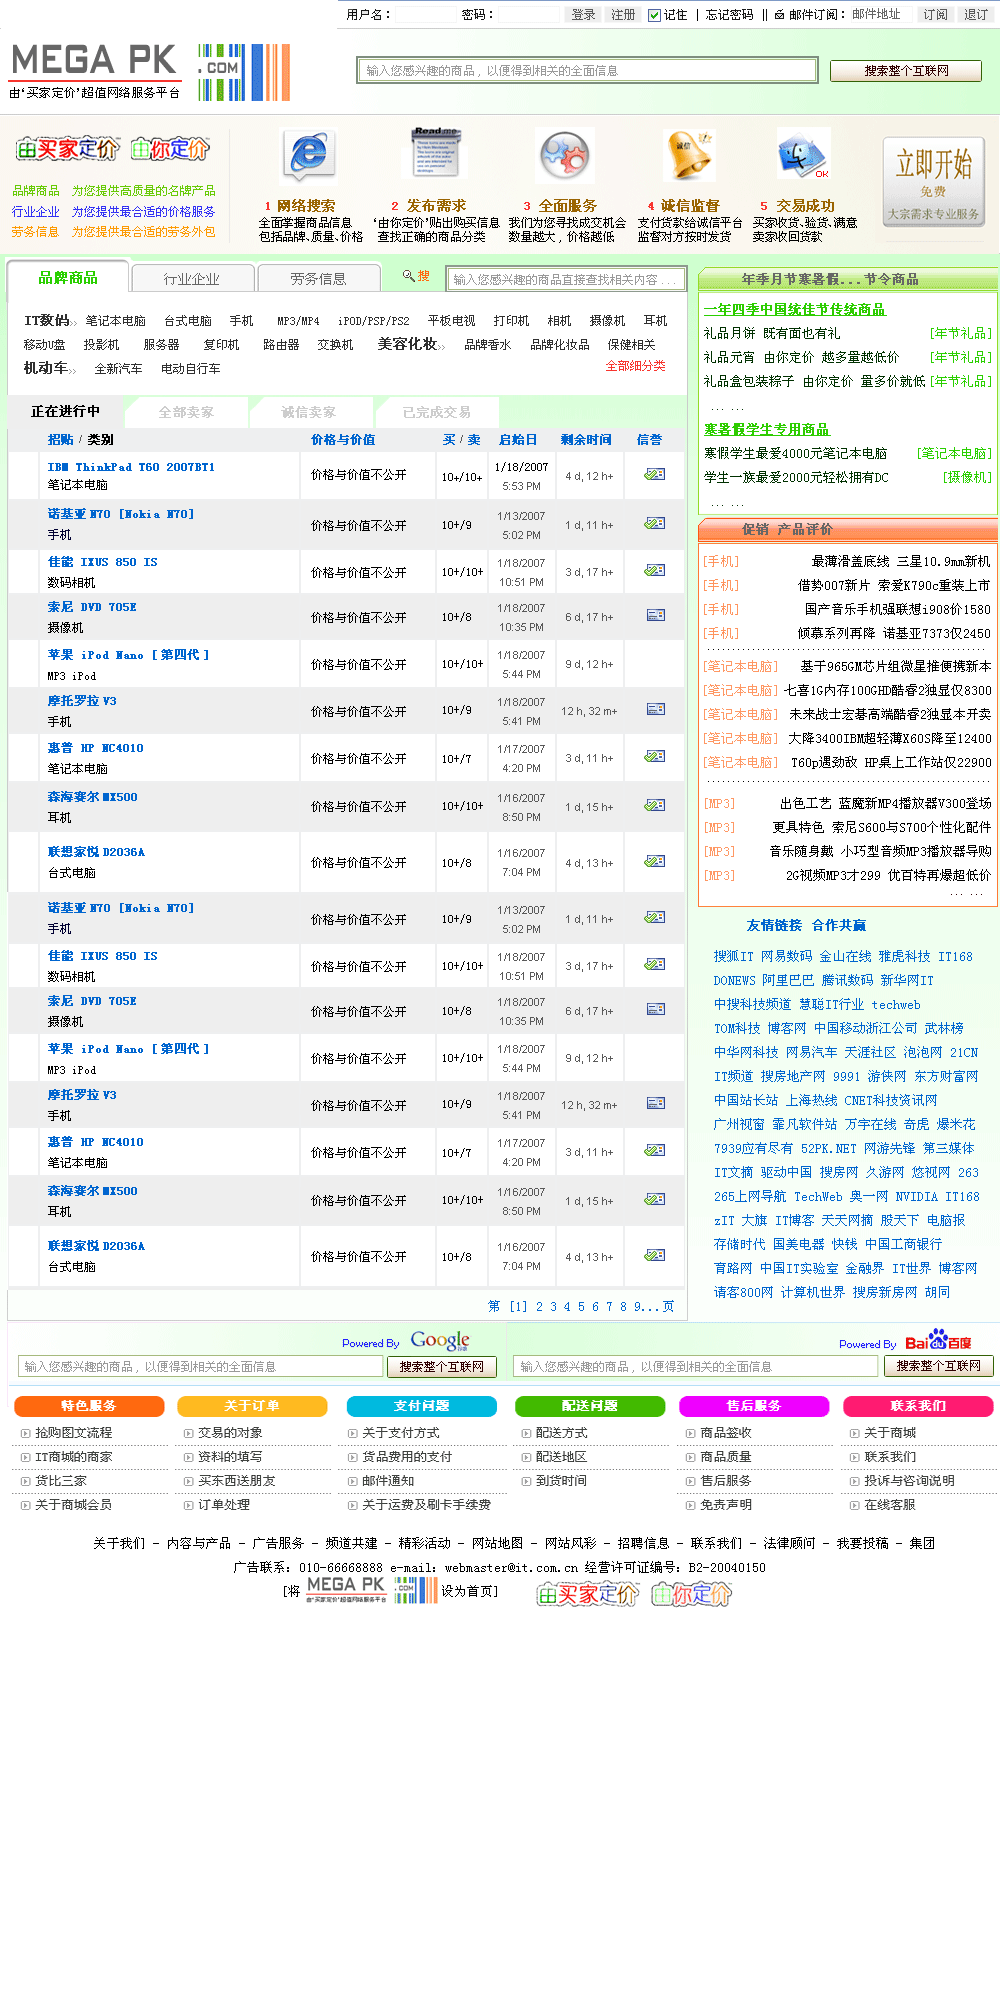 用户名： 密码： 登录 注册 记住 | 忘记密码 || 邮件订阅： 邮件地址 订阅 退订
MEGA PK .COM
由‘买家定价’超值网络服务平台
输入您感兴趣的商品，以便得到相关的全面信息 搜索整个互联网
由买家定价 由你定价
品牌商品 为您提供高质量的名牌产品
行业企业 为您提供最合适的价格服务
劳务信息 为您提供最合适的劳务外包
1 网络搜索
全面掌握商品信息
包括品牌、质量、价格
Read me
2 发布需求
‘由你定价’贴出购买信息
查找正确的商品分类
3 全面服务
我们为您寻找成交机会
数量越大，价格越低
诚信
4 诚信监督
支付货款给诚信平台
监督对方按时发货
OK
5 交易成功
买家收货、验货、满意
卖家收回货款
立即开始
免费
大宗需求专业服务
品牌商品 行业企业 劳务信息 搜 输入您感兴趣的商品直接查找相关内容...
IT数码 笔记本电脑 台式电脑 手机 MP3/MP4 iPOD/PSP/PS2 平板电视 打印机 相机 摄像机 耳机
移动U盘 投影机 服务器 复印机 路由器 交换机 美容化妆 品牌香水 品牌化妆品 保健相关
机动车 全新汽车 电动自行车 全部细分类
正在进行中 全部卖家 诚信卖家 已完成交易
招贴 / 类别 价格与价值 买 / 卖 启始日 剩余时间 信誉
IBM ThinkPad T60 2007BT1
笔记本电脑 价格与价值不公开 10+/10+ 1/18/2007 5:53 PM 4 d, 12 h+
诺基亚 N70 [Nokia N70]
手机 价格与价值不公开 10+/9 1/13/2007 5:02 PM 1 d, 11 h+
佳能 IXUS 850 IS
数码相机 价格与价值不公开 10+/10+ 1/18/2007 10:51 PM 3 d, 17 h+
索尼 DVD 705E
摄像机 价格与价值不公开 10+/8 1/18/2007 10:35 PM 6 d, 17 h+
苹果 iPod Nano [第四代]
MP3 iPod 价格与价值不公开 10+/10+ 1/18/2007 5:44 PM 9 d, 12 h+
摩托罗拉 V3
手机 价格与价值不公开 10+/9 1/18/2007 5:41 PM 12 h, 32 m+
惠普 HP NC4010
笔记本电脑 价格与价值不公开 10+/7 1/17/2007 4:20 PM 3 d, 11 h+
森海赛尔 MX500
耳机 价格与价值不公开 10+/10+ 1/16/2007 8:50 PM 1 d, 15 h+
联想家悦 D2036A
台式电脑 价格与价值不公开 10+/8 1/16/2007 7:04 PM 4 d, 13 h+
诺基亚 N70 [Nokia N70]
手机 价格与价值不公开 10+/9 1/13/2007 5:02 PM 1 d, 11 h+
佳能 IXUS 850 IS
数码相机 价格与价值不公开 10+/10+ 1/18/2007 10:51 PM 3 d, 17 h+
索尼 DVD 705E
摄像机 价格与价值不公开 10+/8 1/18/2007 10:35 PM 6 d, 17 h+
苹果 iPod Nano [第四代]
MP3 iPod 价格与价值不公开 10+/10+ 1/18/2007 5:44 PM 9 d, 12 h+
摩托罗拉 V3
手机 价格与价值不公开 10+/9 1/18/2007 5:41 PM 12 h, 32 m+
惠普 HP NC4010
笔记本电脑 价格与价值不公开 10+/7 1/17/2007 4:20 PM 3 d, 11 h+
森海赛尔 MX500
耳机 价格与价值不公开 10+/10+ 1/16/2007 8:50 PM 1 d, 15 h+
联想家悦 D2036A
台式电脑 价格与价值不公开 10+/8 1/16/2007 7:04 PM 4 d, 13 h+
第 [1] 2 3 4 5 6 7 8 9...页
年季月节寒暑假...节令商品
一年四季中国统佳节传统商品
礼品月饼 既有面也有礼 [年节礼品]
礼品元宵 由你定价 越多量越低价 [年节礼品]
礼品盒包装粽子 由你定价 量多价就低 [年节礼品]
... ...
寒暑假学生专用商品
寒假学生最爱4000元笔记本电脑 [笔记本电脑]
学生一族最爱2000元轻松拥有DC [摄像机]
... ...
促销 产品评价
[手机] 最薄滑盖底线 三星10.9mm新机
[手机] 借势007新片 索爱K790c重装上市
[手机] 国产音乐手机强联想i908价1580
[手机] 倾慕系列再降 诺基亚7373仅2450
[笔记本电脑] 基于965GM芯片组微星推便携新本
[笔记本电脑] 七喜1G内存100GHD酷睿2独显仅8300
[笔记本电脑] 未来战士宏碁高端酷睿2独显本开卖
[笔记本电脑] 大降3400IBM超轻薄X60S降至12400
[笔记本电脑] T60p遇劲敌 HP桌上工作站仅22900
[MP3] 出色工艺 蓝魔新MP4播放器V300登场
[MP3] 更具特色 索尼S600与S700个性化配件
[MP3] 音乐随身戴 小巧型音频MP3播放器导购
[MP3] 2G视频MP3才299 优百特再爆超低价
... ...
友情链接 合作共赢
搜狐IT 网易数码 金山在线 雅虎科技 IT168
DONEWS 阿里巴巴 腾讯数码 新华网IT
中搜科技频道 慧聪IT行业 techweb
TOM科技 博客网 中国移动浙江公司 武林榜
中华网科技 网易汽车 天涯社区 泡泡网 21CN
IT频道 搜房地产网 9991 游侠网 东方财富网
中国站长站 上海热线 CNET科技资讯网
广州视窗 霏凡软件站 万宇在线 奇虎 爆米花
7939应有尽有 52PK.NET 网游先锋 第三媒体
IT文摘 驱动中国 搜房网 久游网 悠视网 263
265上网导航 TechWeb 奥一网 NVIDIA IT168
zIT 大旗 IT博客 天天网摘 股天下 电脑报
存储时代 国美电器 快钱 中国工商银行
育路网 中国IT实验室 金融界 IT世界 博客网
请客800网 计算机世界 搜房新房网 胡同
Powered By Google
输入您感兴趣的商品，以便得到相关的全面信息 搜索整个互联网
Powered By Bai du 百度
输入您感兴趣的商品，以便得到相关的全面信息 搜索整个互联网
特色服务 关于订单 支付问题 配送问题 售后服务 联系我们
抢购图文流程 交易的对象 关于支付方式 配送方式 商品签收 关于商城
IT商城的商家 资料的填写 货品费用的支付 配送地区 商品质量 联系我们
货比三家 买东西送朋友 邮件通知 到货时间 售后服务 投诉与咨询说明
关于商城会员 订单处理 关于运费及刷卡手续费 免责声明 在线客服
关于我们 - 内容与产品 - 广告服务 - 频道共建 - 精彩活动 - 网站地图 - 网站风彩 - 招聘信息 - 联系我们 - 法律顾问 - 我要投稿 - 集团
广告联系：010-66668888 e-mail：webmaster@it.com.cn 经营许可证编号：B2-20040150
[将 MEGA PK .COM 由‘买家定价’超值网络服务平台 设为首页] 由买家定价 由你定价